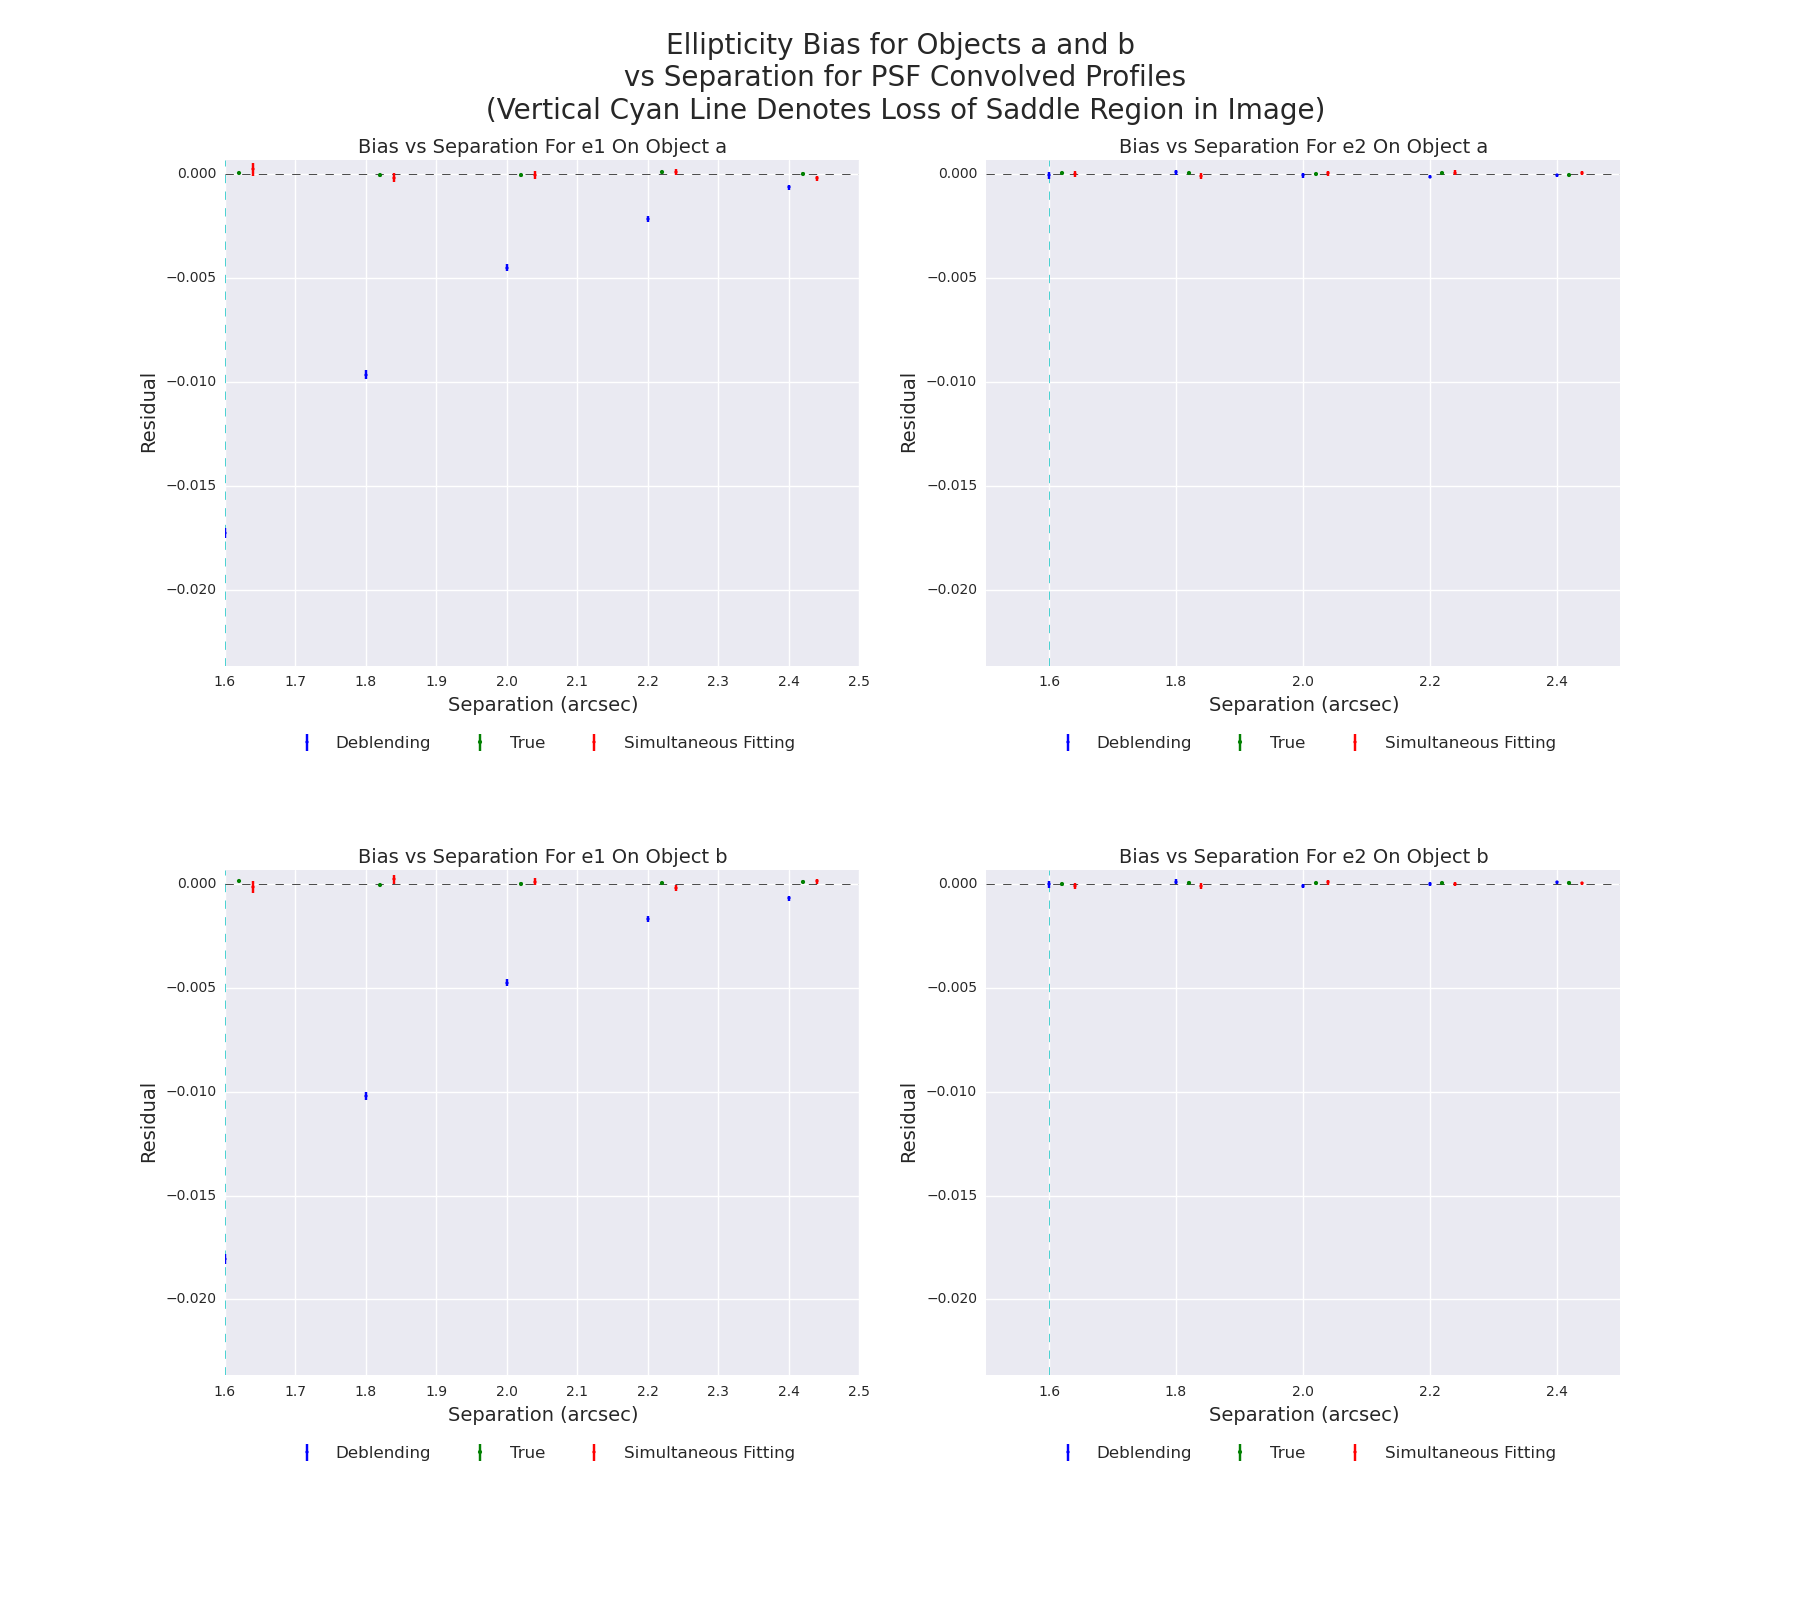 Ellipticity Bias for Objects a and b
vs Separation for PSF Convolved Profiles
(Vertical Cyan Line Denotes Loss of Saddle Region in Image)
Bias vs Separation For e1 On Object a
0.000
−0.005
−0.010
−0.015
−0.020
Residual
1.6 1.7 1.8 1.9 2.0 2.1 2.2 2.3 2.4 2.5
Separation (arcsec)
Deblending True Simultaneous Fitting
Bias vs Separation For e2 On Object a
0.000
−0.005
−0.010
−0.015
−0.020
Residual
1.6 1.8 2.0 2.2 2.4
Separation (arcsec)
Deblending True Simultaneous Fitting
Bias vs Separation For e1 On Object b
0.000
−0.005
−0.010
−0.015
−0.020
Residual
1.6 1.7 1.8 1.9 2.0 2.1 2.2 2.3 2.4 2.5
Separation (arcsec)
Deblending True Simultaneous Fitting
Bias vs Separation For e2 On Object b
0.000
−0.005
−0.010
−0.015
−0.020
Residual
1.6 1.8 2.0 2.2 2.4
Separation (arcsec)
Deblending True Simultaneous Fitting